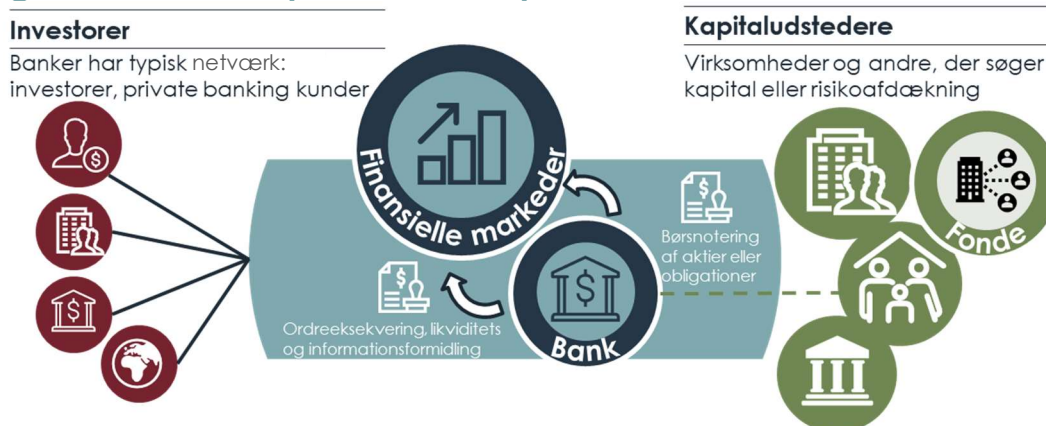 Investorer
Banker har typisk netværk:
investorer, private banking kunder
Finansielle markeder
Ordreeksekvering, likviditets
og informationsformidling
Bank
Børsnotering
af aktier eller
obligationer
Kapitaludstedere
Virksomheder og andre, der søger
kapital eller risikoafdækning
Fonde